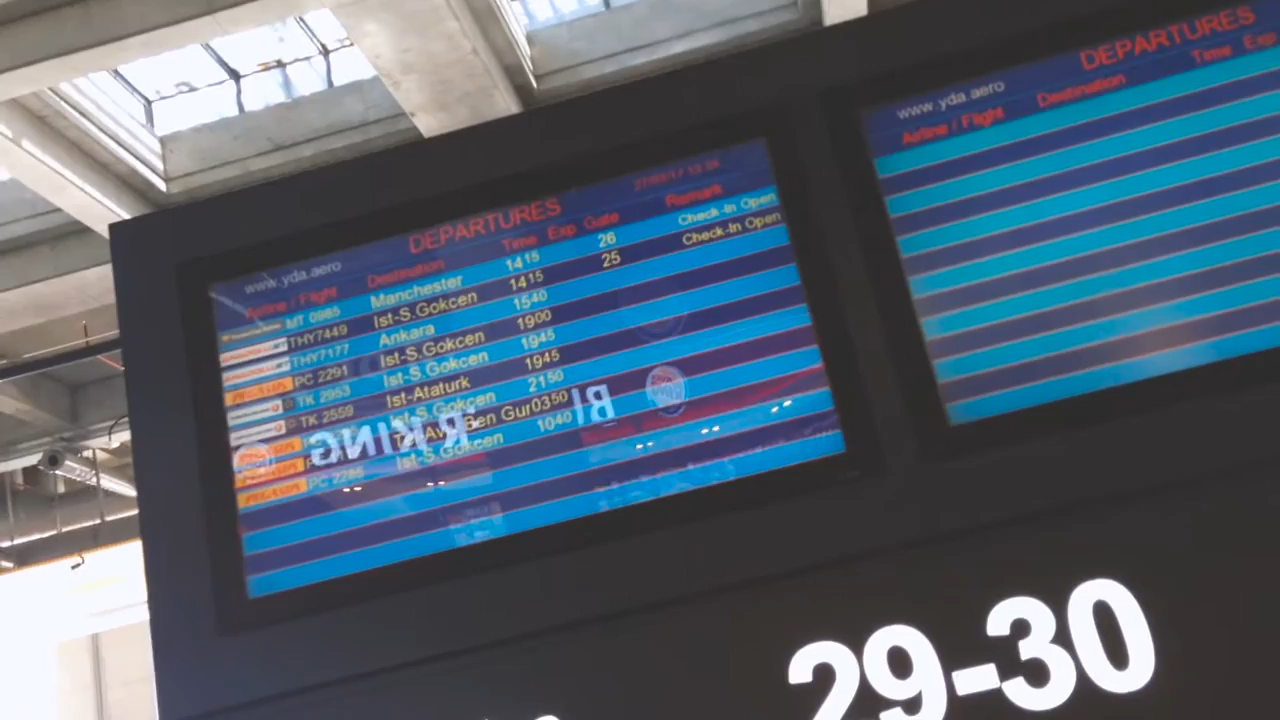 DEPARTURES
www.yda.aero
Airline / Flight Destination Time Exp Gate Remark
MT 0985 Manchester 1415 26 Check-In Open
THY7449 Ist-S.Gokcen 1415 25 Check-In Open
THY7177 Ankara 1540
PC 2291 Ist-S.Gokcen 1900
TK 2953 Ist-S.Gokcen 1945
TK 2559 Ist-Ataturk 1945
Ist-S.Gokcen 2150
Ben Gur 0350
PC 2286 Ist-S.Gokcen 1040
DEPARTURES
www.yda.aero
Airline / Flight Destination Time Exp
29-30